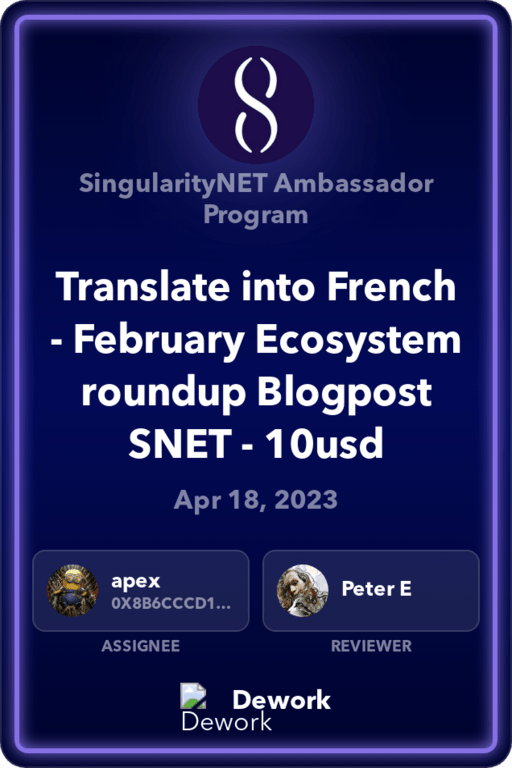 SingularityNET Ambassador
Program
Translate into French
- February Ecosystem
roundup Blogpost
SNET - 10usd
Apr 18, 2023
apex
0X8B6CCCD1...
Peter E
ASSIGNEE
REVIEWER
Dework
Dework